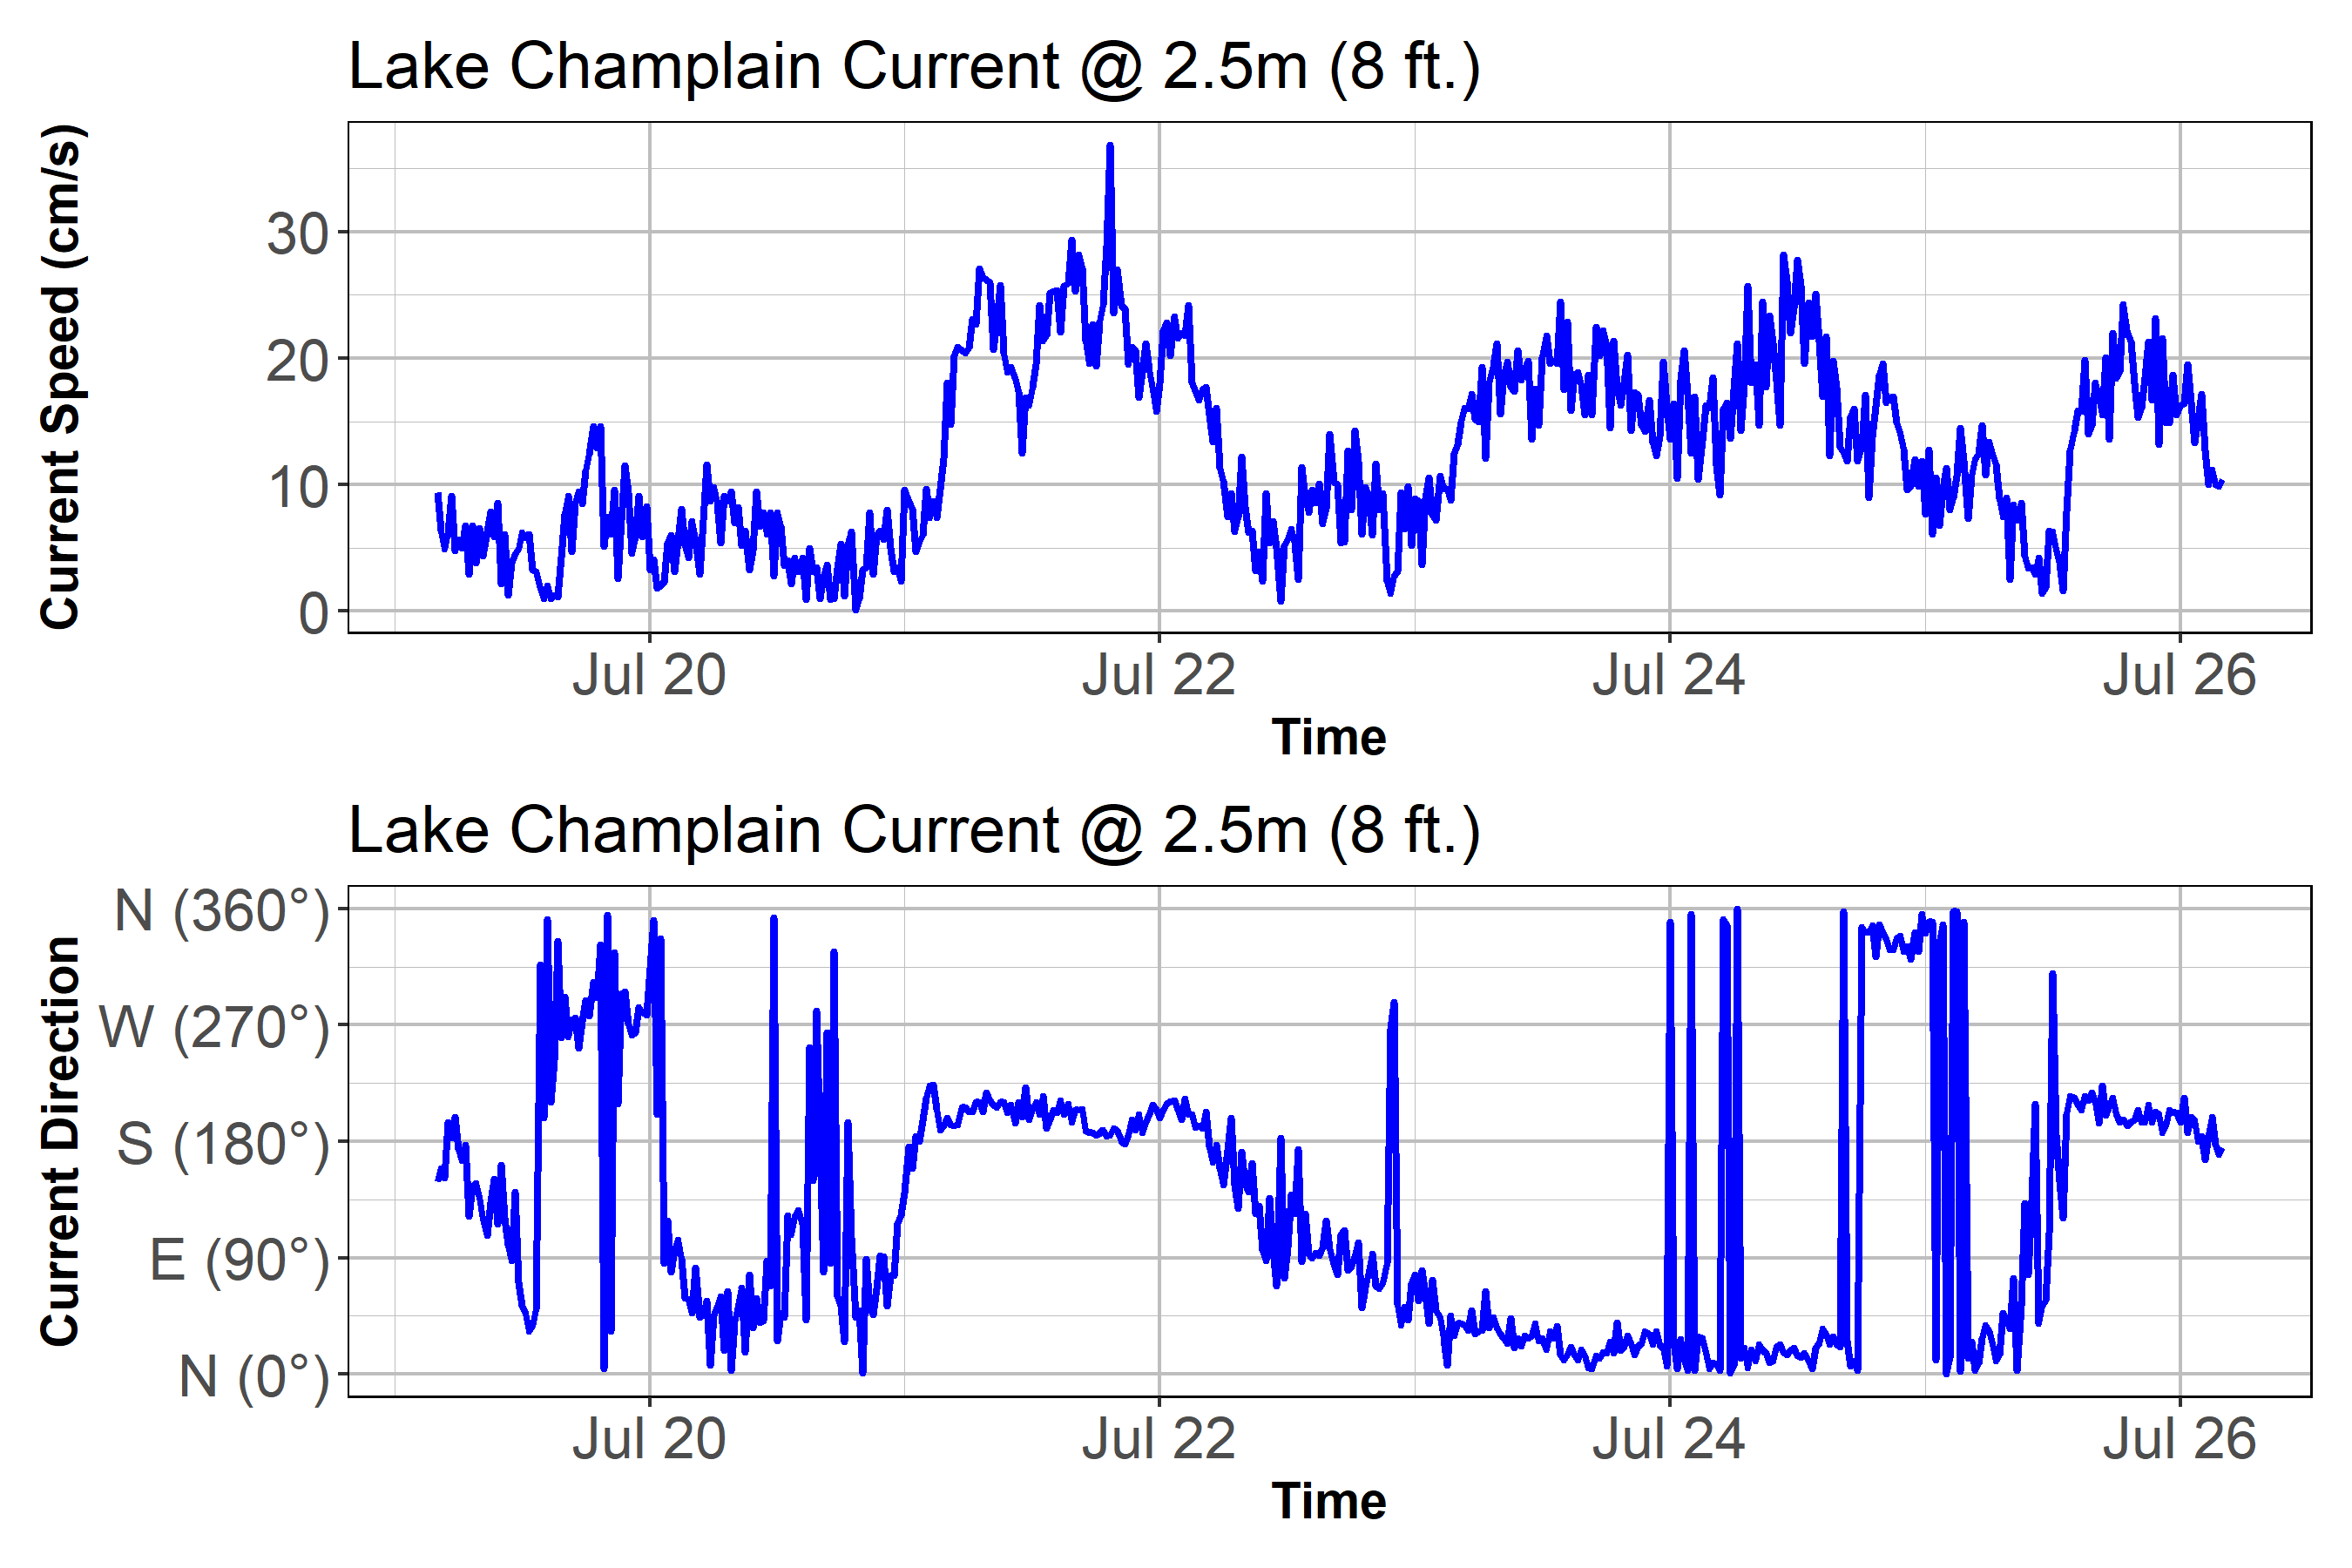 Lake Champlain Current @ 2.5m (8 ft.)
Current Speed (cm/s)
30
20
10
0
Jul 20 Jul 22 Jul 24 Jul 26
Time
Lake Champlain Current @ 2.5m (8 ft.)
Current Direction
N (360°)
W (270°)
S (180°)
E (90°)
N (0°)
Jul 20 Jul 22 Jul 24 Jul 26
Time